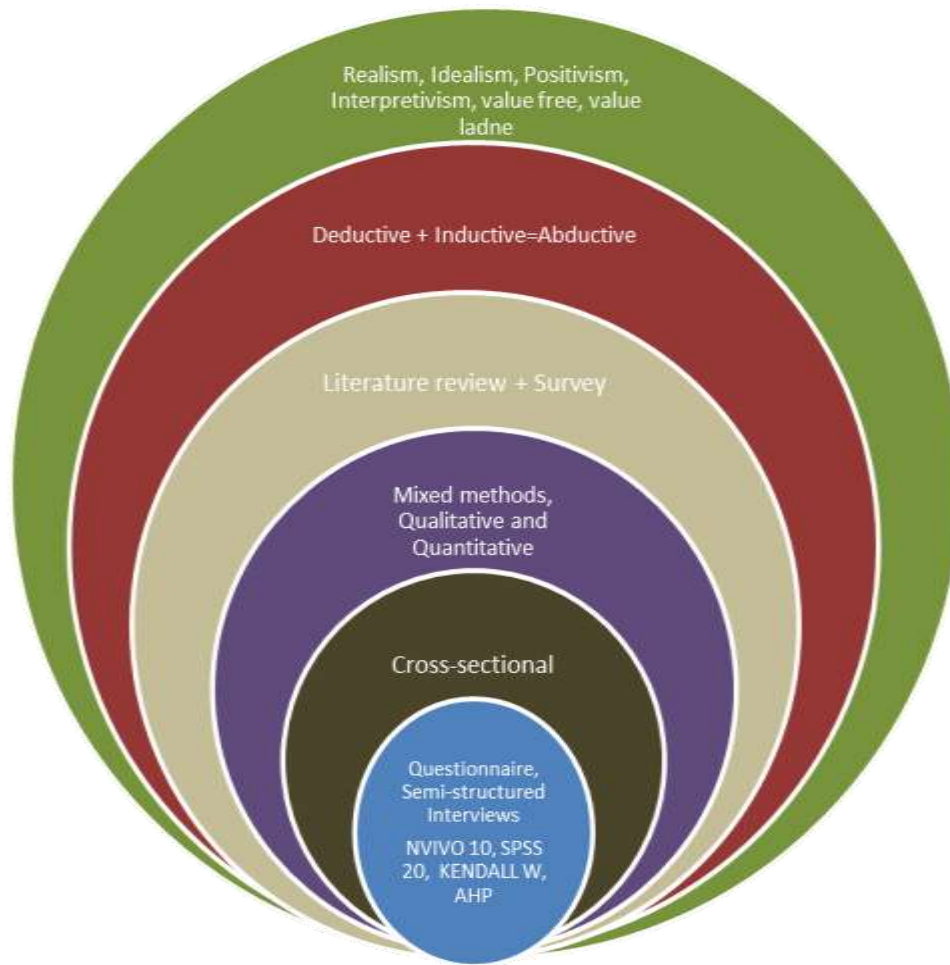 Realism, Idealism, Positivism,
Interpretivism, value free, value
ladne
Deductive + Inductive=Abductive
Literature review + Survey
Mixed methods,
Qualitative and
Quantitative
Cross-sectional
Questionnaire,
Semi-structured
Interviews
NVIVO 10, SPSS
20, KENDALL W,
AHP